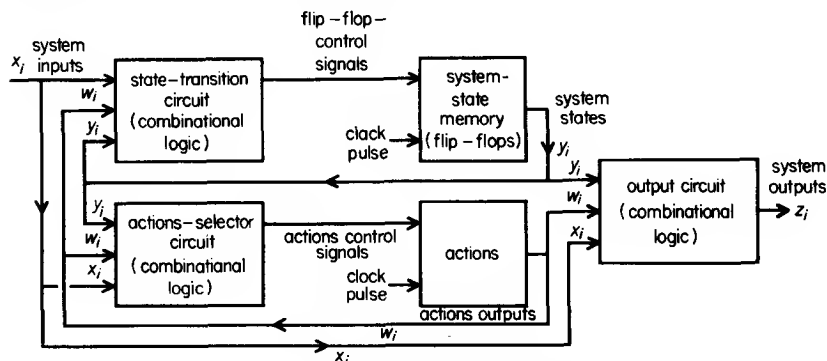 flip-flop-
control
signals
x_i
system
inputs
w_i
y_i
state-transition
circuit
(combinational
logic)
system-
state
memory
(flip-flops)
clack
pulse
system
states
y_i
y_i
w_i
x_i
output circuit
(combinational
logic)
system
outputs
z_i
y_i
w_i
x_i
actions-selector
circuit
(combinatianal
logic)
actions control
signals
clock
pulse
actions
actions outputs
w_i
x_i